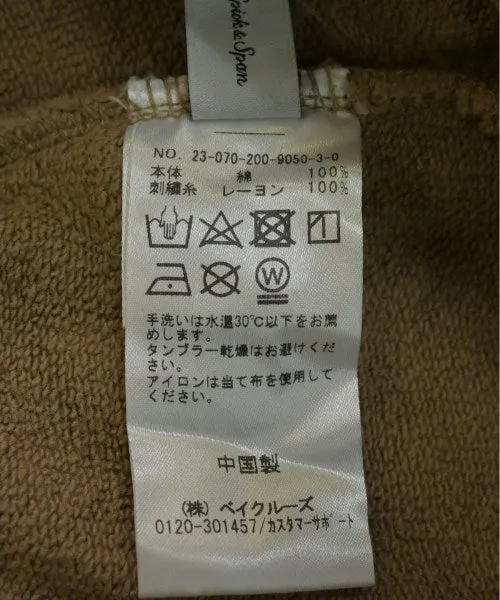 Spick & Span
NO. 23-070-200-9050-3-0
本体 綿 100%
刺繍糸 レーヨン 100%
W
手洗いは水温30℃以下をお薦
めします。
タンブラー乾燥はお避けくだ
さい。
アイロンは当て布を使用して
ください。
中国製
(株) ベイクルーズ
0120-301457/カスタマーサポート